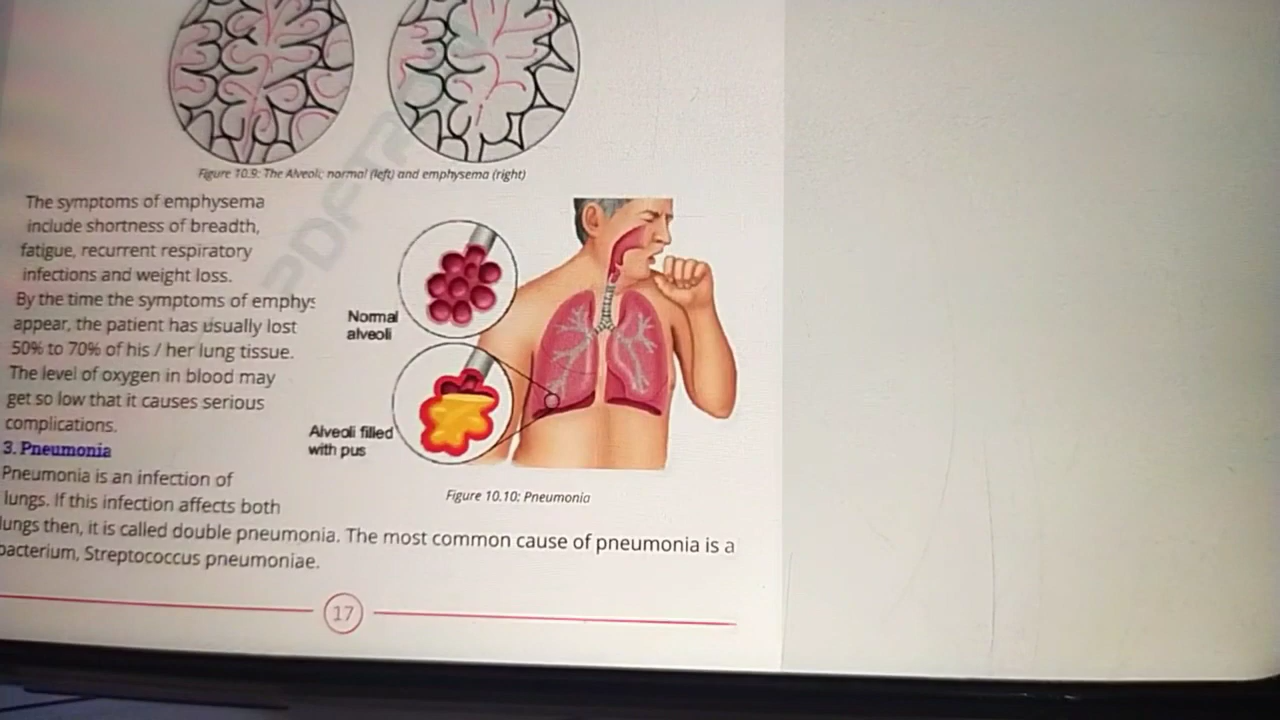 Figure 10.9: The Alveoli; normal (left) and emphysema (right)
The symptoms of emphysema
include shortness of breadth,
fatigue, recurrent respiratory
infections and weight loss.
By the time the symptoms of emphys
appear, the patient has usually lost
50% to 70% of his / her lung tissue.
The level of oxygen in blood may
get so low that it causes serious
complications.
Normal
alveoli
Alveoli filled
with pus
Figure 10.10: Pneumonia
3. Pneumonia
Pneumonia is an infection of
lungs. If this infection affects both
lungs then, it is called double pneumonia. The most common cause of pneumonia is a
bacterium, Streptococcus pneumoniae.
17